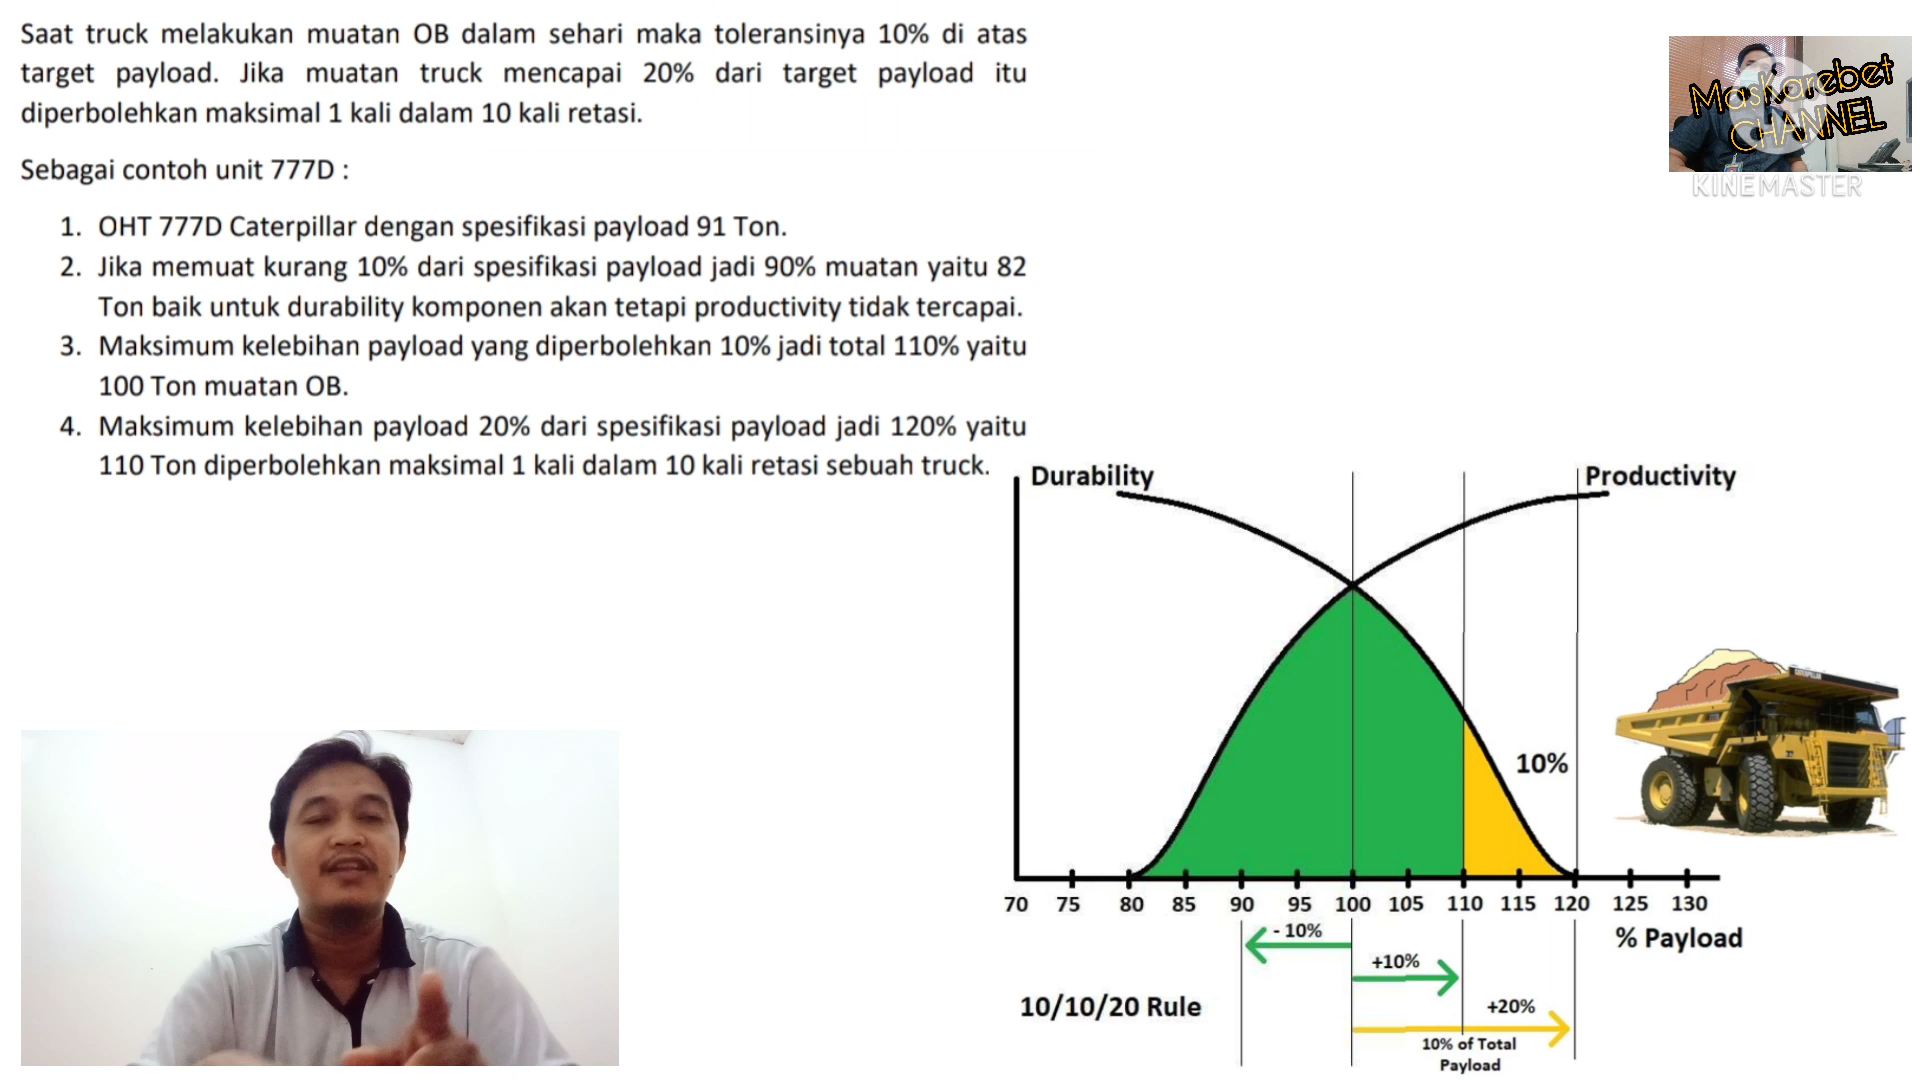 Saat truck melakukan muatan OB dalam sehari maka toleransinya 10% di atas
target payload. Jika muatan truck mencapai 20% dari target payload itu
diperbolehkan maksimal 1 kali dalam 10 kali retasi.
Sebagai contoh unit 777D :
1. OHT 777D Caterpillar dengan spesifikasi payload 91 Ton.
2. Jika memuat kurang 10% dari spesifikasi payload jadi 90% muatan yaitu 82
Ton baik untuk durability komponen akan tetapi productivity tidak tercapai.
3. Maksimum kelebihan payload yang diperbolehkan 10% jadi total 110% yaitu
100 Ton muatan OB.
4. Maksimum kelebihan payload 20% dari spesifikasi payload jadi 120% yaitu
110 Ton diperbolehkan maksimal 1 kali dalam 10 kali retasi sebuah truck.
MasKarebet
CHANNEL
KINEMASTER
Durability
Productivity
10%
70 75 80 85 90 95 100 105 110 115 120 125 130
% Payload
- 10%
+10%
10/10/20 Rule
+20%
10% of Total
Payload